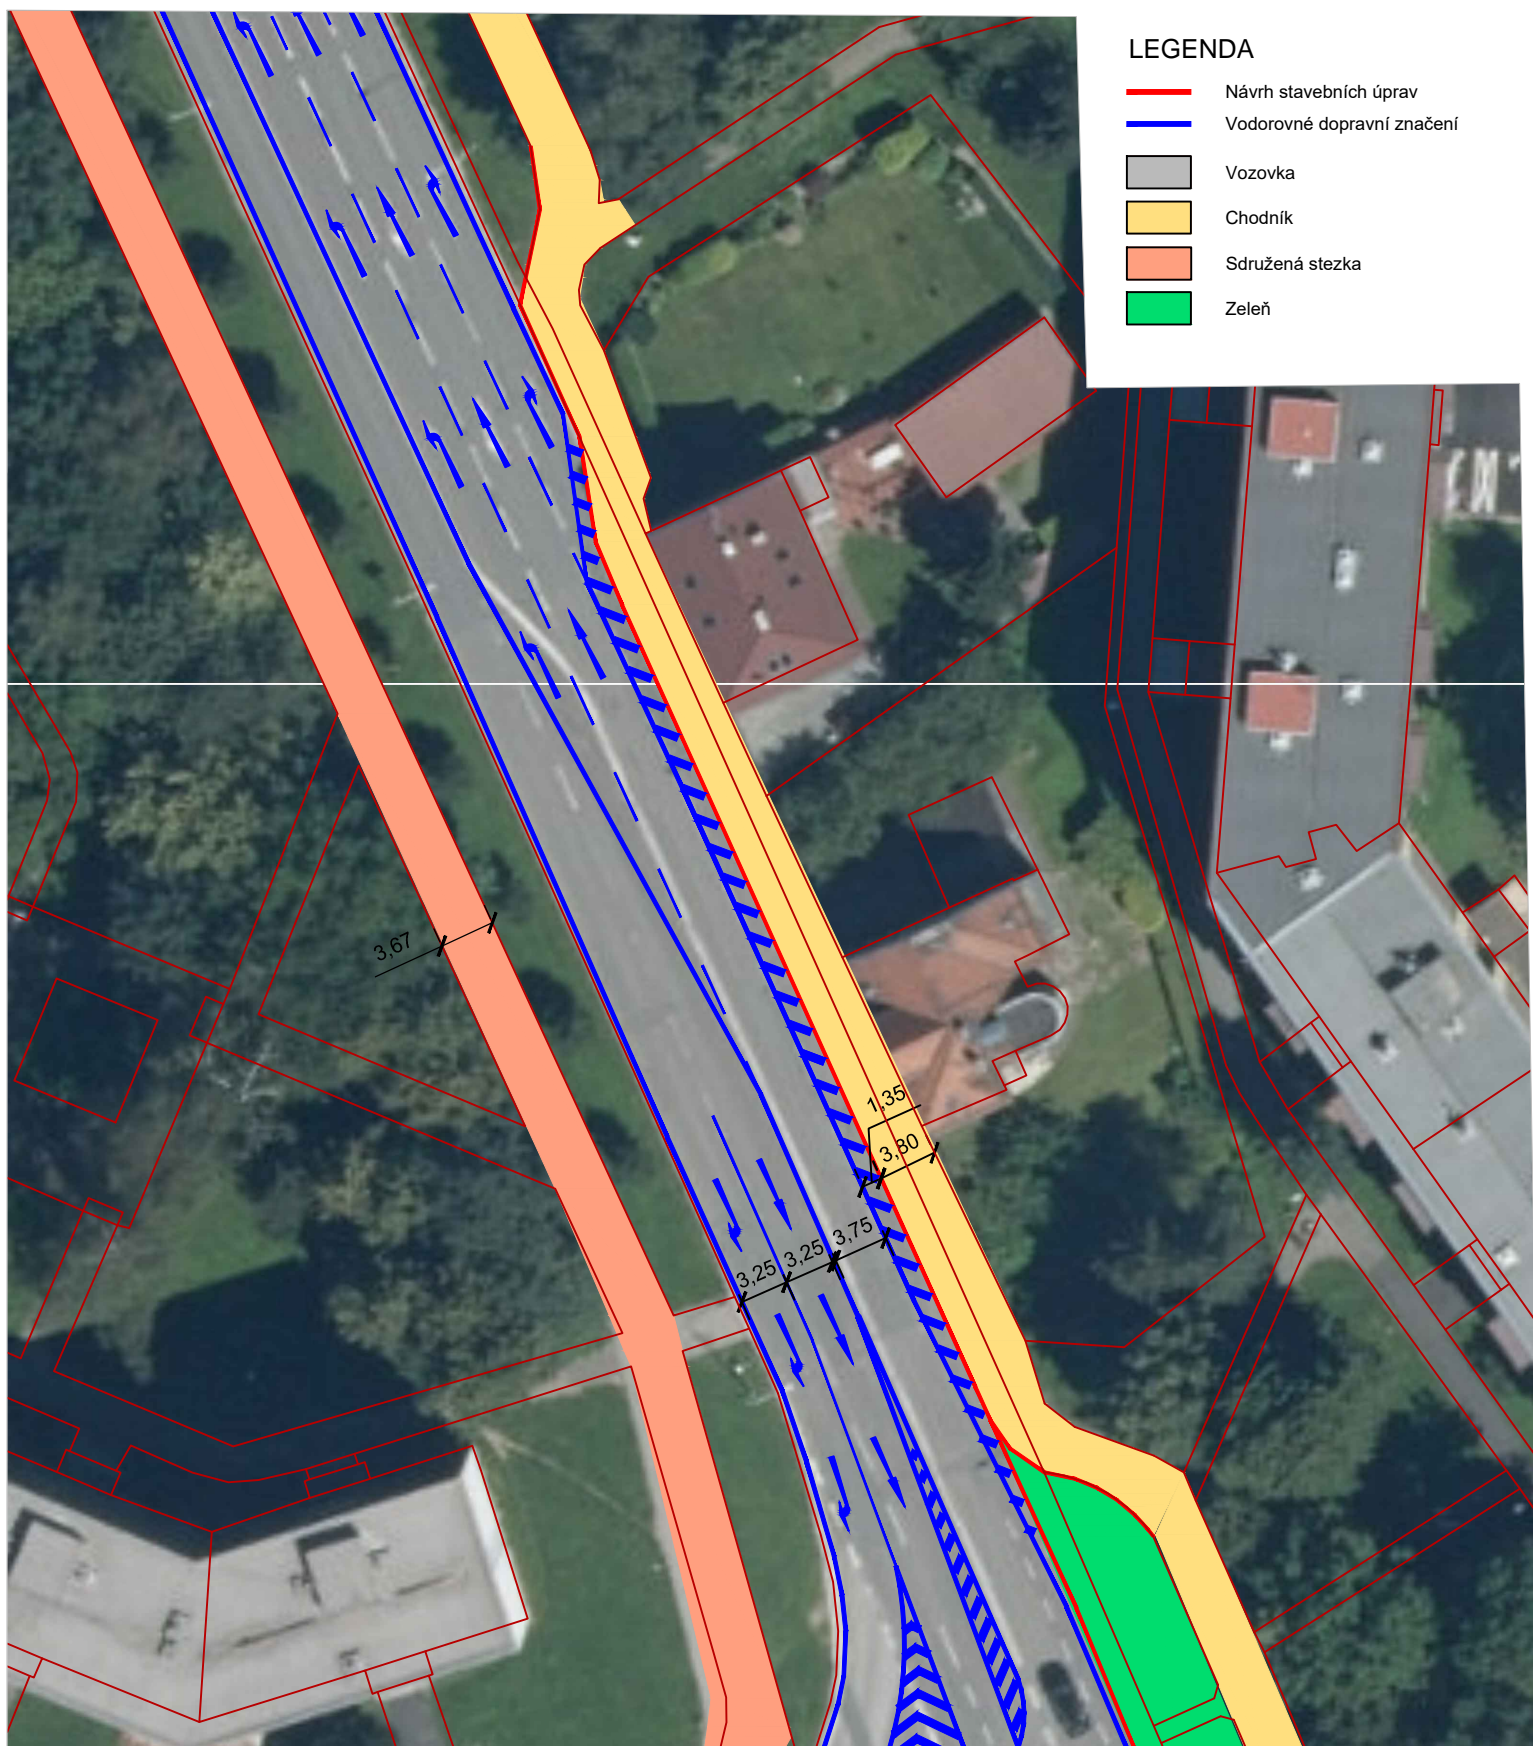 LEGENDA
Návrh stavebních úprav
Vodorovné dopravní značení
Vozovka
Chodník
Sdružená stezka
Zeleň
3,67
1,35
3,80
3,75
3,25
3,25